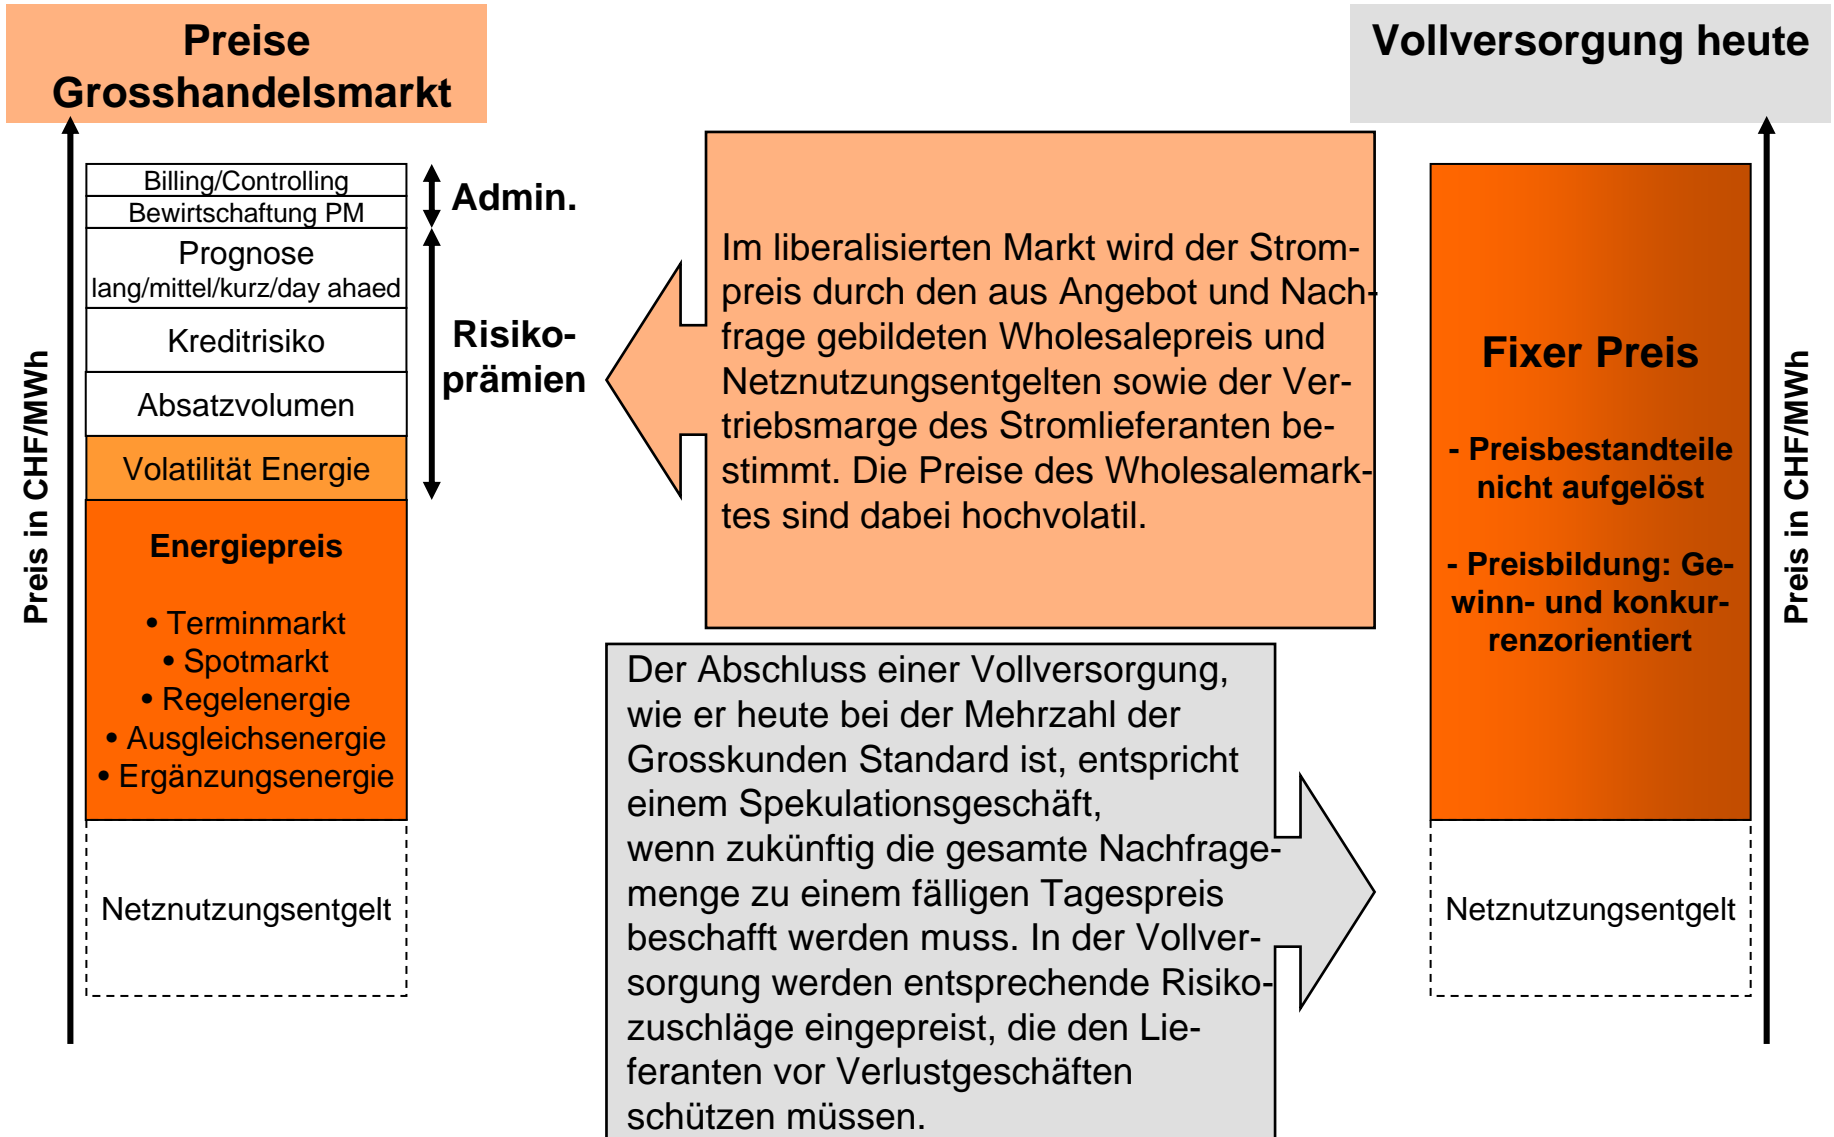 Preise
Grosshandelsmarkt
Preis in CHF/MWh
Billing/Controlling
Bewirtschaftung PM
Prognose
lang/mittel/kurz/day ahaed
Kreditrisiko
Absatzvolumen
Volatilität Energie
Energiepreis
• Terminmarkt
• Spotmarkt
• Regelenergie
• Ausgleichsenergie
• Ergänzungsenergie
Netznutzungsentgelt
Admin.
Risiko-
prämien
Im liberalisierten Markt wird der Strom-
preis durch den aus Angebot und Nach-
frage gebildeten Wholesalepreis und
Netznutzungsentgelten sowie der Ver-
triebsmarge des Stromlieferanten be-
stimmt. Die Preise des Wholesalemark-
tes sind dabei hochvolatil.
Der Abschluss einer Vollversorgung,
wie er heute bei der Mehrzahl der
Grosskunden Standard ist, entspricht
einem Spekulationsgeschäft,
wenn zukünftig die gesamte Nachfrage-
menge zu einem fälligen Tagespreis
beschafft werden muss. In der Vollver-
sorgung werden entsprechende Risiko-
zuschläge eingepreist, die den Lie-
feranten vor Verlustgeschäften
schützen müssen.
Vollversorgung heute
Fixer Preis
- Preisbestandteile
nicht aufgelöst
- Preisbildung: Ge-
winn- und konkur-
renzorientiert
Netznutzungsentgelt
Preis in CHF/MWh